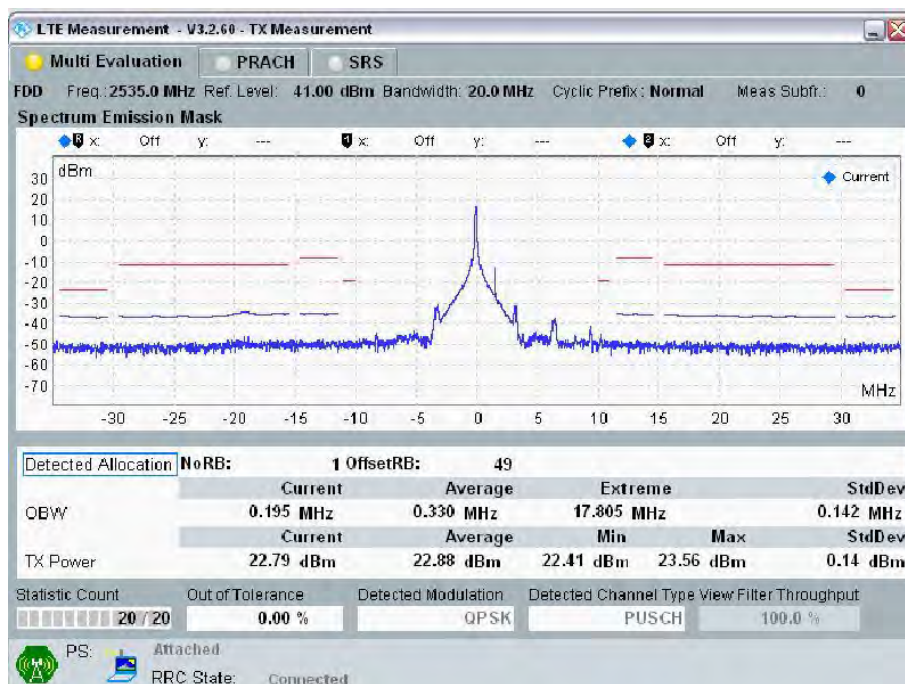 LTE Measurement - V3.2.60 - TX Measurement
Multi Evaluation PRACH SRS
FDD Freq.: 2535.0 MHz Ref. Level: 41.00 dBm Bandwidth: 20.0 MHz Cyclic Prefix: Normal Meas Subfr.: 0
Spectrum Emission Mask
R x: Off y: --- 1 x: Off y: --- 2 x: Off y: ---
dBm
Current
30
20
10
0
-10
-20
-30
-40
-50
-60
-70
MHz
-30 -25 -20 -15 -10 -5 0 5 10 15 20 25 30
Detected Allocation NoRB: 1 OffsetRB: 49
Current Average Extreme StdDev
OBW 0.195 MHz 0.330 MHz 17.805 MHz 0.142 MHz
Current Average Min Max StdDev
TX Power 22.79 dBm 22.88 dBm 22.41 dBm 23.56 dBm 0.14 dBm
Statistic Count Out of Tolerance Detected Modulation Detected Channel Type View Filter Throughput
20 / 20 0.00 % QPSK PUSCH 100.0 %
PS: Attached
RRC State: Connected